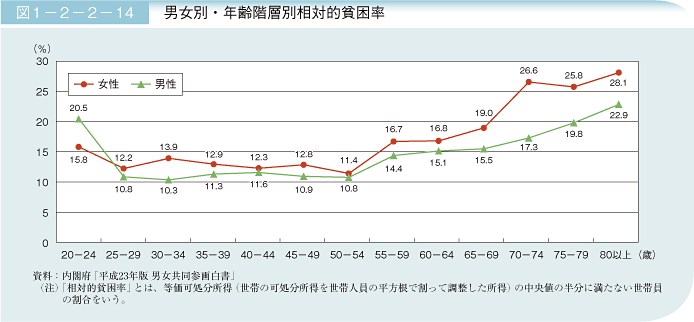 図1－2－2－14 男女別・年齢階層別相対的貧困率
(%)
30
25
20
15
10
5
0
女性 男性
20.5 12.2 13.9 12.9 12.3 12.8 11.4 16.7 16.8 19.0 26.6 25.8 28.1
15.8 10.8 10.3 11.3 11.6 10.9 10.8 14.4 15.1 15.5 17.3 19.8 22.9
20－24 25－29 30－34 35－39 40－44 45－49 50－54 55－59 60－64 65－69 70－74 75－79 80以上（歳）
資料：内閣府「平成23年版 男女共同参画白書」
（注）「相対的貧困率」とは、等価可処分所得（世帯の可処分所得を世帯人員の平方根で割って調整した所得）の中央値の半分に満たない世帯員
の割合をいう。